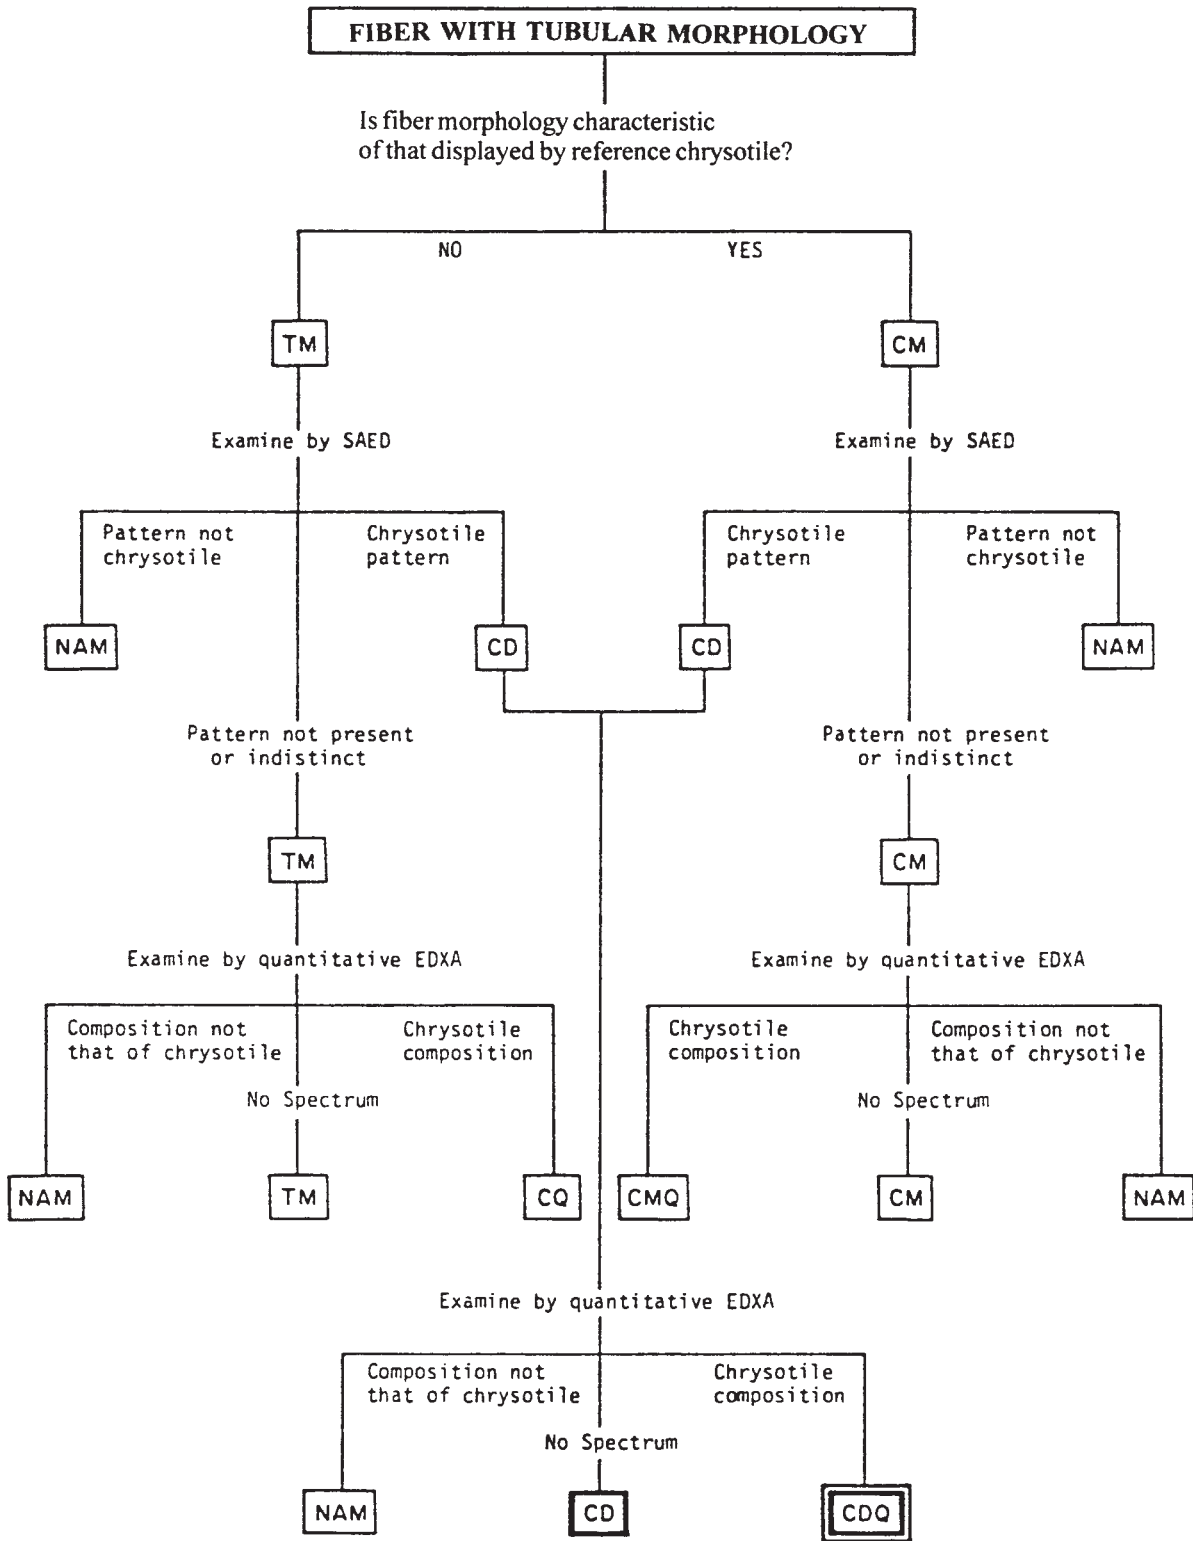 FIBER WITH TUBULAR MORPHOLOGY
Is fiber morphology characteristic
of that displayed by reference chrysotile?
NO
YES
TM
CM
Examine by SAED
Examine by SAED
Pattern not
chrysotile
Chrysotile
pattern
Chrysotile
pattern
Pattern not
chrysotile
NAM
CD
CD
NAM
Pattern not present
or indistinct
Pattern not present
or indistinct
TM
CM
Examine by quantitative EDXA
Examine by quantitative EDXA
Composition not
that of chrysotile
Chrysotile
composition
Chrysotile
composition
Composition not
that of chrysotile
No Spectrum
No Spectrum
NAM
TM
CQ
CMQ
CM
NAM
Examine by quantitative EDXA
Composition not
that of chrysotile
Chrysotile
composition
No Spectrum
NAM
CD
CDQ